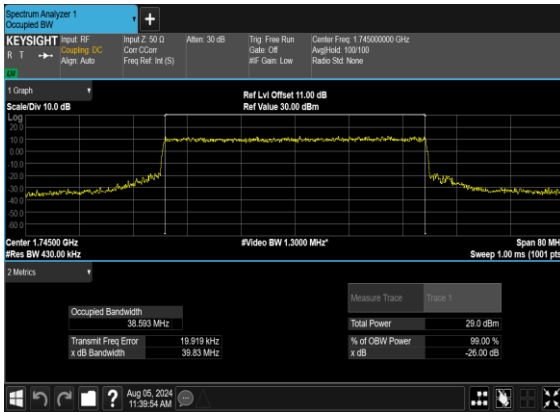 Spectrum Analyzer 1
Occupied BW
KEYSIGHT
R T
LW
Input: RF
Coupling: DC
Align: Auto
Input Z: 50 Ω
Corr CCorr
Freq Ref: Int (S)
Atten: 30 dB
Trig: Free Run
Gate: Off
#IF Gain: Low
Center Freq: 1.745000000 GHz
Avg|Hold: 100/100
Radio Std: None
1 Graph
Scale/Div 10.0 dB
Ref Lvl Offset 11.00 dB
Ref Value 30.00 dBm
Log
20.0
10.0
0.00
-10.0
-20.0
-30.0
-40.0
-50.0
-60.0
Center 1.74500 GHz
#Res BW 430.00 kHz
#Video BW 1.3000 MHz*
Span 80 MH
Sweep 1.00 ms (1001 pts
2 Metrics
Measure Trace
Trace 1
Occupied Bandwidth
38.593 MHz
Total Power
29.0 dBm
Transmit Freq Error
19.919 kHz
% of OBW Power
99.00 %
x dB Bandwidth
39.83 MHz
x dB
-26.00 dB
Aug 05, 2024
11:39:54 AM